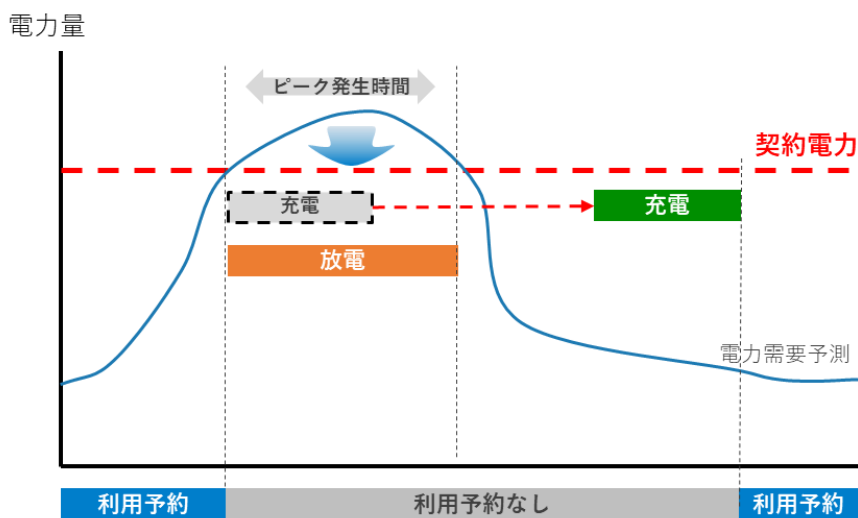 電力量
ピーク発生時間
契約電力
充電
充電
放電
電力需要予測
利用予約
利用予約なし
利用予約